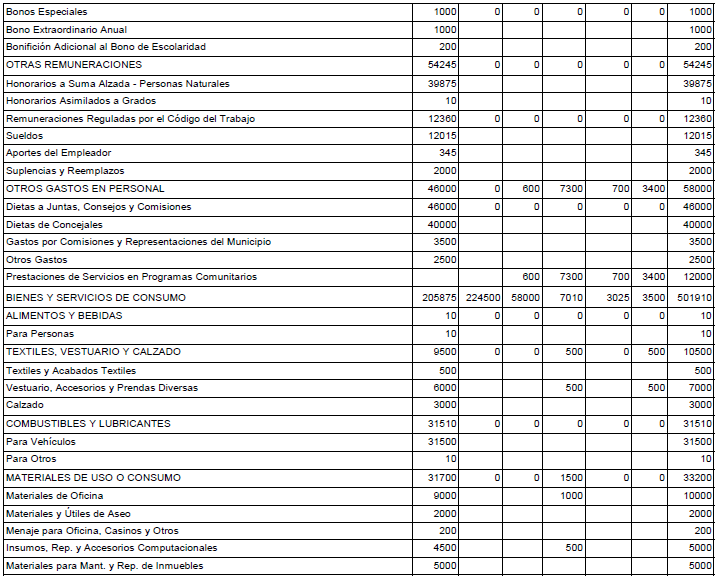 Bonos Especiales 1000 0 0 0 0 0 1000
Bono Extraordinario Anual 1000 1000
Bonifición Adicional al Bono de Escolaridad 200 200
OTRAS REMUNERACIONES 54245 0 0 0 0 0 54245
Honorarios a Suma Alzada - Personas Naturales 39875 39875
Honorarios Asimilados a Grados 10 10
Remuneraciones Reguladas por el Código del Trabajo 12360 0 0 0 0 0 12360
Sueldos 12015 12015
Aportes del Empleador 345 345
Suplencias y Reemplazos 2000 2000
OTROS GASTOS EN PERSONAL 46000 0 600 7300 700 3400 58000
Dietas a Juntas, Consejos y Comisiones 46000 0 0 0 0 0 46000
Dietas de Concejales 40000 40000
Gastos por Comisiones y Representaciones del Municipio 3500 3500
Otros Gastos 2500 2500
Prestaciones de Servicios en Programas Comunitarios 600 7300 700 3400 12000
BIENES Y SERVICIOS DE CONSUMO 205875 224500 58000 7010 3025 3500 501910
ALIMENTOS Y BEBIDAS 10 0 0 0 0 0 10
Para Personas 10 10
TEXTILES, VESTUARIO Y CALZADO 9500 0 0 500 0 500 10500
Textiles y Acabados Textiles 500 500
Vestuario, Accesorios y Prendas Diversas 6000 500 500 7000
Calzado 3000 3000
COMBUSTIBLES Y LUBRICANTES 31510 0 0 0 0 0 31510
Para Vehículos 31500 31500
Para Otros 10 10
MATERIALES DE USO O CONSUMO 31700 0 0 1500 0 0 33200
Materiales de Oficina 9000 1000 10000
Materiales y Útiles de Aseo 2000 2000
Menaje para Oficina, Casinos y Otros 200 200
Insumos, Rep. y Accesorios Computacionales 4500 500 5000
Materiales para Mant. y Rep. de Inmuebles 5000 5000